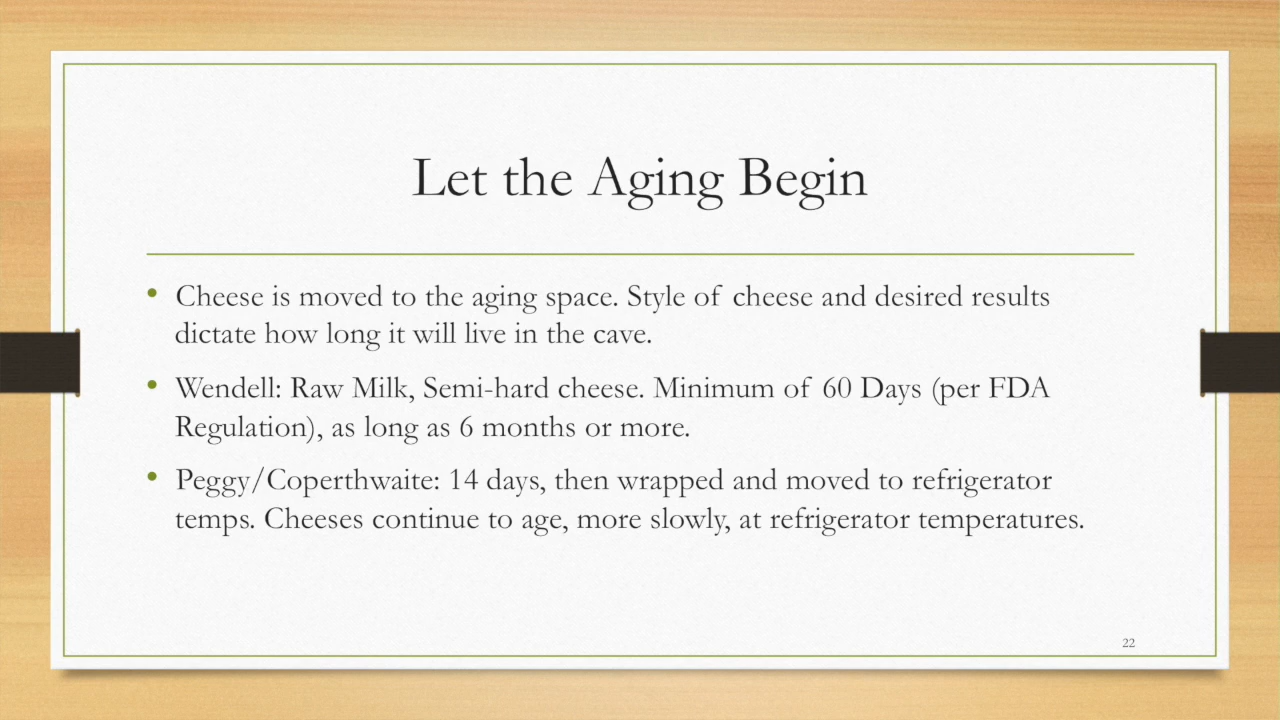 Let the Aging Begin
• Cheese is moved to the aging space. Style of cheese and desired results
dictate how long it will live in the cave.
• Wendell: Raw Milk, Semi-hard cheese. Minimum of 60 Days (per FDA
Regulation), as long as 6 months or more.
• Peggy/Coperthwaite: 14 days, then wrapped and moved to refrigerator
temps. Cheeses continue to age, more slowly, at refrigerator temperatures.
22